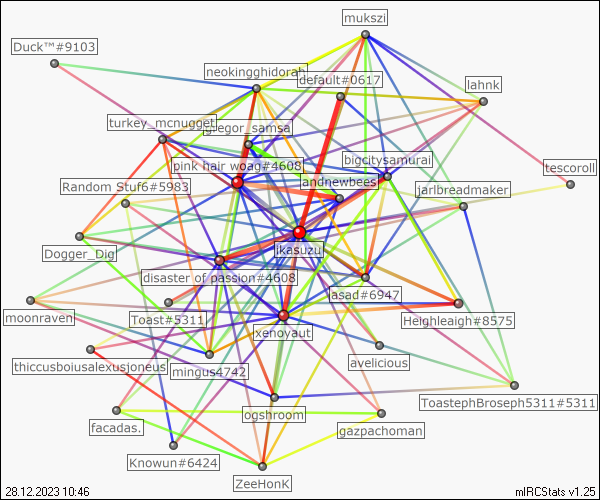 mukszi
Duck™#9103
neokingghidorah
default#0617
lahnk
turkey_mcnugget
gregor_samsa
bigcitysamurai
pink hair woag#4608
tescoroll
andnewbees
Random Stuf6#5983
jarlbreadmaker
ikasuzu
Dogger_Dig
disaster of passion#4608
lasad#6947
moonraven
Toast#5311
Heighleaigh#8575
xenovaut
avelicious
thiccusboiusalexusjoneus
mingus4742
ToastephBroseph5311#5311
ogshroom
facadas.
gazpachoman
Knowun#6424
ZeeHonK
28.12.2023 10:46
mIRCStats v1.25